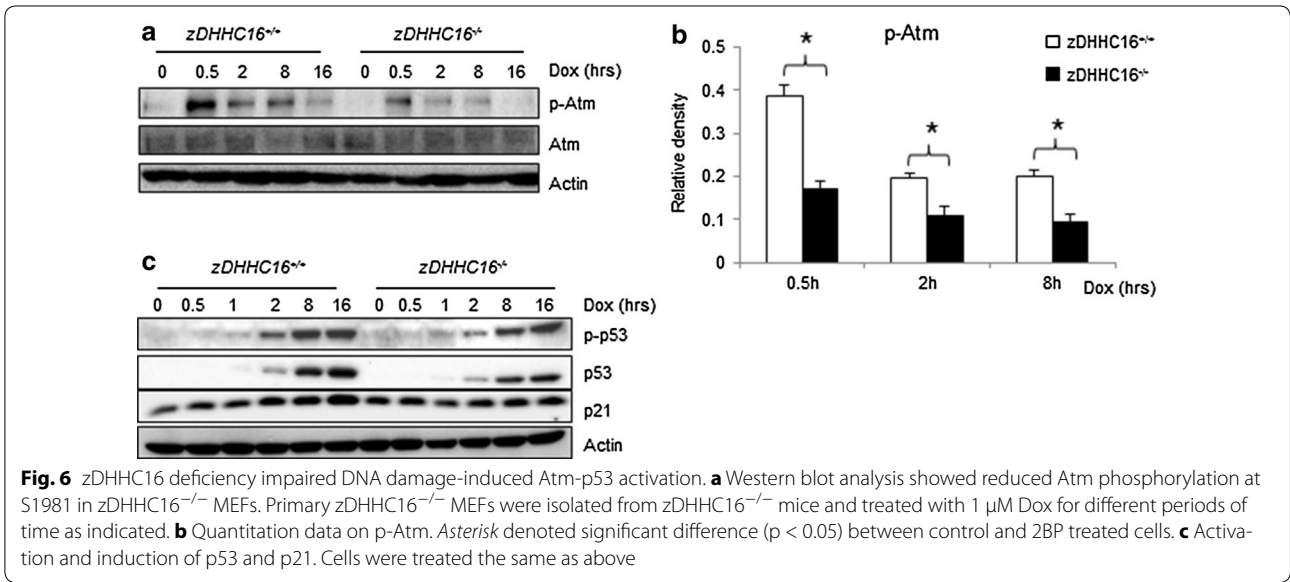 a
zDHHC16+/+ zDHHC16-/-
0 0.5 2 8 16 0 0.5 2 8 16 Dox (hrs)
p-Atm
Atm
Actin
b
p-Atm
zDHHC16+/+
zDHHC16-/-
Relative density
0.5
0.4
0.3
0.2
0.1
0
* * *
0.5h 2h 8h Dox (hrs)
c
zDHHC16+/+ zDHHC16-/-
0 0.5 1 2 8 16 0 0.5 1 2 8 16 Dox (hrs)
p-p53
p53
p21
Actin
Fig. 6 zDHHC16 deficiency impaired DNA damage-induced Atm-p53 activation. a Western blot analysis showed reduced Atm phosphorylation at
S1981 in zDHHC16−/− MEFs. Primary zDHHC16−/− MEFs were isolated from zDHHC16−/− mice and treated with 1 µM Dox for different periods of
time as indicated. b Quantitation data on p-Atm. Asterisk denoted significant difference (p < 0.05) between control and 2BP treated cells. c Activa-
tion and induction of p53 and p21. Cells were treated the same as above